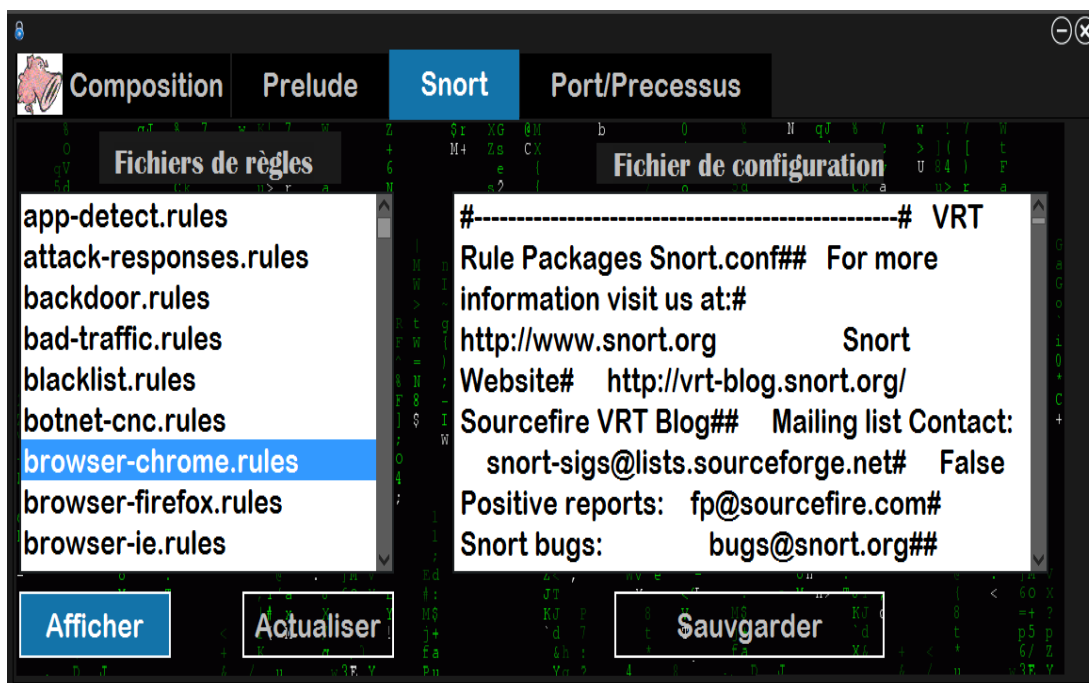 Composition Prelude Snort Port/Precessus
Fichiers de règles
app-detect.rules
attack-responses.rules
backdoor.rules
bad-traffic.rules
blacklist.rules
botnet-cnc.rules
browser-chrome.rules
browser-firefox.rules
browser-ie.rules
Fichier de configuration
#--------------------------------------------------# VRT
Rule Packages Snort.conf## For more
information visit us at:#
http://www.snort.org Snort
Website# http://vrt-blog.snort.org/
Sourcefire VRT Blog## Mailing list Contact:
snort-sigs@lists.sourceforge.net# False
Positive reports: fp@sourcefire.com#
Snort bugs: bugs@snort.org##
Afficher Actualiser Sauvgarder